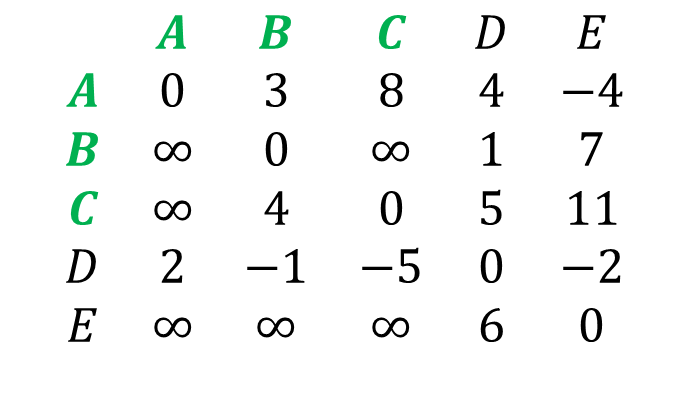 A B C D E
A 0 3 8 4 −4
B ∞ 0 ∞ 1 7
C ∞ 4 0 5 11
D 2 −1 −5 0 −2
E ∞ ∞ ∞ 6 0